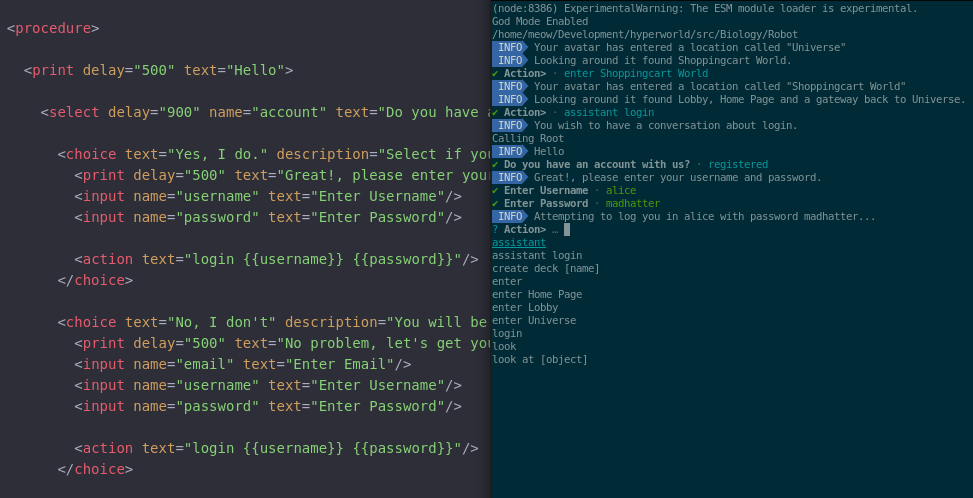 <procedure>
<print delay="500" text="Hello">
<select delay="900" name="account" text="Do you have
<choice text="Yes, I do." description="Select if you
<print delay="500" text="Great!, please enter your
<input name="username" text="Enter Username"/>
<input name="password" text="Enter Password"/>
<action text="login {{username}} {{password}}"/>
</choice>
<choice text="No, I don't" description="You will be
<print delay="500" text="No problem, let's get you
<input name="email" text="Enter Email"/>
<input name="username" text="Enter Username"/>
<input name="password" text="Enter Password"/>
<action text="login {{username}} {{password}}"/>
</choice>
(node:8386) ExperimentalWarning: The ESM module loader is experimental.
God Mode Enabled
/home/meow/Development/hyperworld/src/Biology/Robot
INFO Your avatar has entered a location called "Universe"
INFO Looking around it found Shoppingcart World.
✔ Action> · enter Shoppingcart World
INFO Your avatar has entered a location called "Shoppingcart World"
INFO Looking around it found Lobby, Home Page and a gateway back to Universe.
✔ Action> · assistant login
INFO You wish to have a conversation about login.
Calling Root
INFO Hello
✔ Do you have an account with us? · registered
INFO Great!, please enter your username and password.
✔ Enter Username · alice
✔ Enter Password · madhatter
INFO Attempting to log you in alice with password madhatter...
? Action> …
assistant
assistant login
create deck [name]
enter
enter Home Page
enter Lobby
enter Universe
login
look
look at [object]